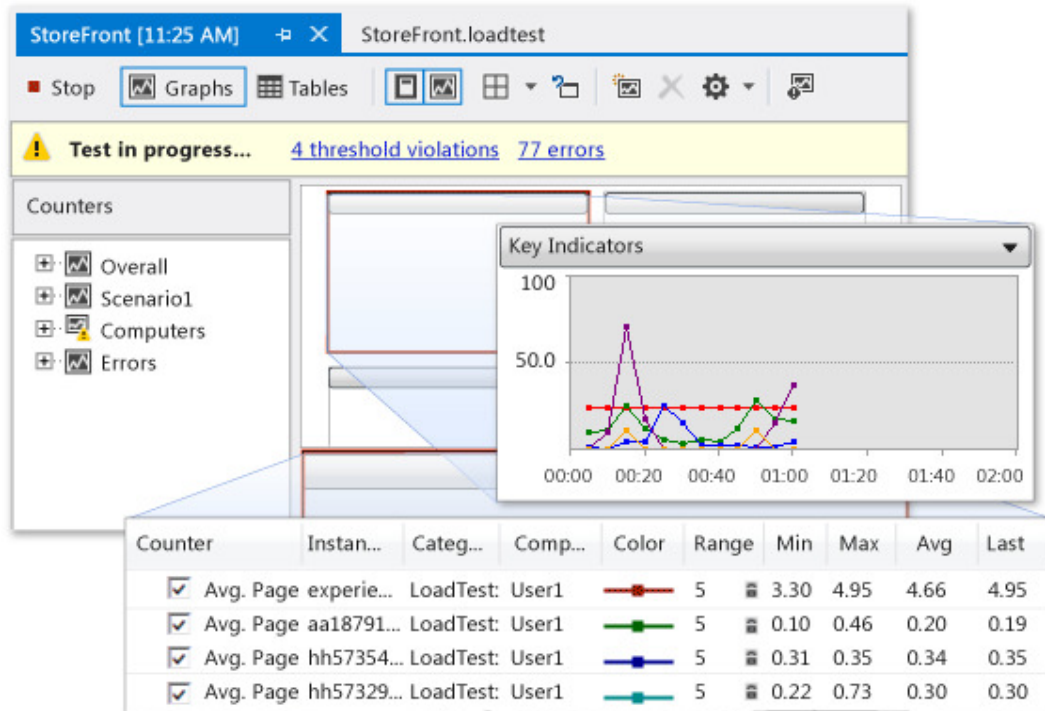 StoreFront [11:25 AM] StoreFront.loadtest
Stop Graphs Tables
Test in progress... 4 threshold violations 77 errors
Counters
Overall
Scenario1
Computers
Errors
Key Indicators
100
50.0
00:00 00:20 00:40 01:00 01:20 01:40 02:00
Counter Instan... Categ... Comp... Color Range Min Max Avg Last
Avg. Page experie... LoadTest: User1 5 3.30 4.95 4.66 4.95
Avg. Page aa18791... LoadTest: User1 5 0.10 0.46 0.20 0.19
Avg. Page hh57354... LoadTest: User1 5 0.31 0.35 0.34 0.35
Avg. Page hh57329... LoadTest: User1 5 0.22 0.73 0.30 0.30